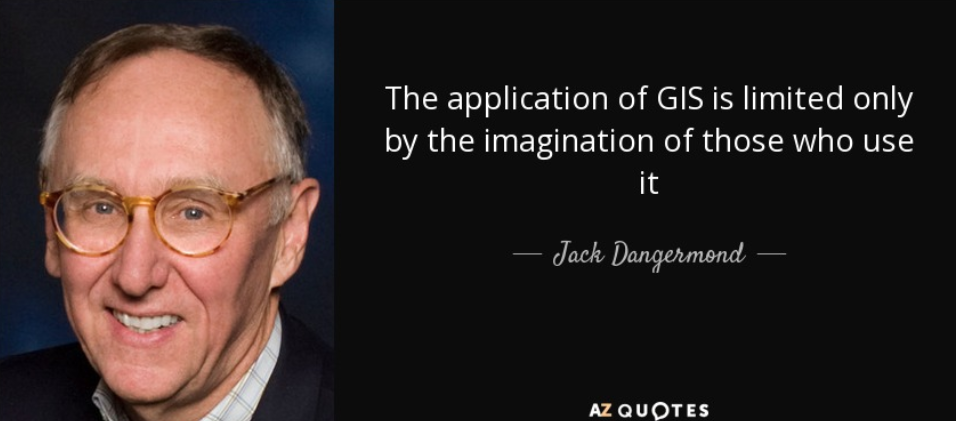 The application of GIS is limited only
by the imagination of those who use
it
— Jack Dangermond —
AZ QUOTES